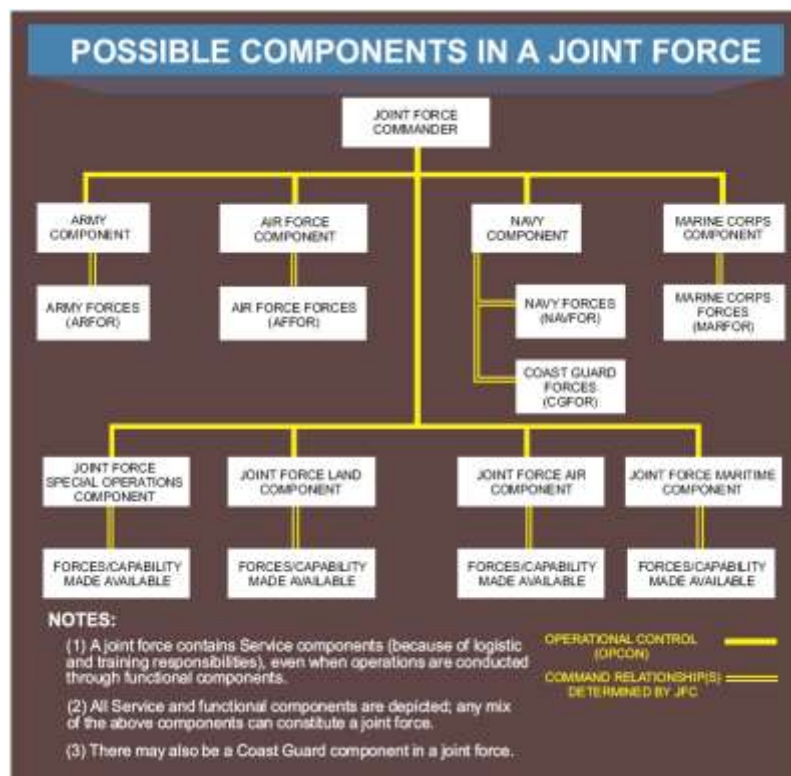 POSSIBLE COMPONENTS IN A JOINT FORCE
JOINT FORCE
COMMANDER
ARMY
COMPONENT
AIR FORCE
COMPONENT
NAVY
COMPONENT
MARINE CORPS
COMPONENT
ARMY FORCES
(ARFOR)
AIR FORCE FORCES
(AFFOR)
NAVY FORCES
(NAVFOR)
MARINE CORPS
FORCES
(MARFOR)
COAST GUARD
FORCES
(CGFOR)
JOINT FORCE
SPECIAL OPERATIONS
COMPONENT
JOINT FORCE LAND
COMPONENT
JOINT FORCE AIR
COMPONENT
JOINT FORCE MARITIME
COMPONENT
FORCES/CAPABILITY
MADE AVAILABLE
FORCES/CAPABILITY
MADE AVAILABLE
FORCES/CAPABILITY
MADE AVAILABLE
FORCES/CAPABILITY
MADE AVAILABLE
NOTES:
(1) A joint force contains Service components (because of logistic
and training responsibilities), even when operations are conducted
through functional components.
(2) All Service and functional components are depicted; any mix
of the above components can constitute a joint force.
(3) There may also be a Coast Guard component in a joint force.
OPERATIONAL CONTROL
(OPCON)
COMMAND RELATIONSHIP(S)
DETERMINED BY JFC